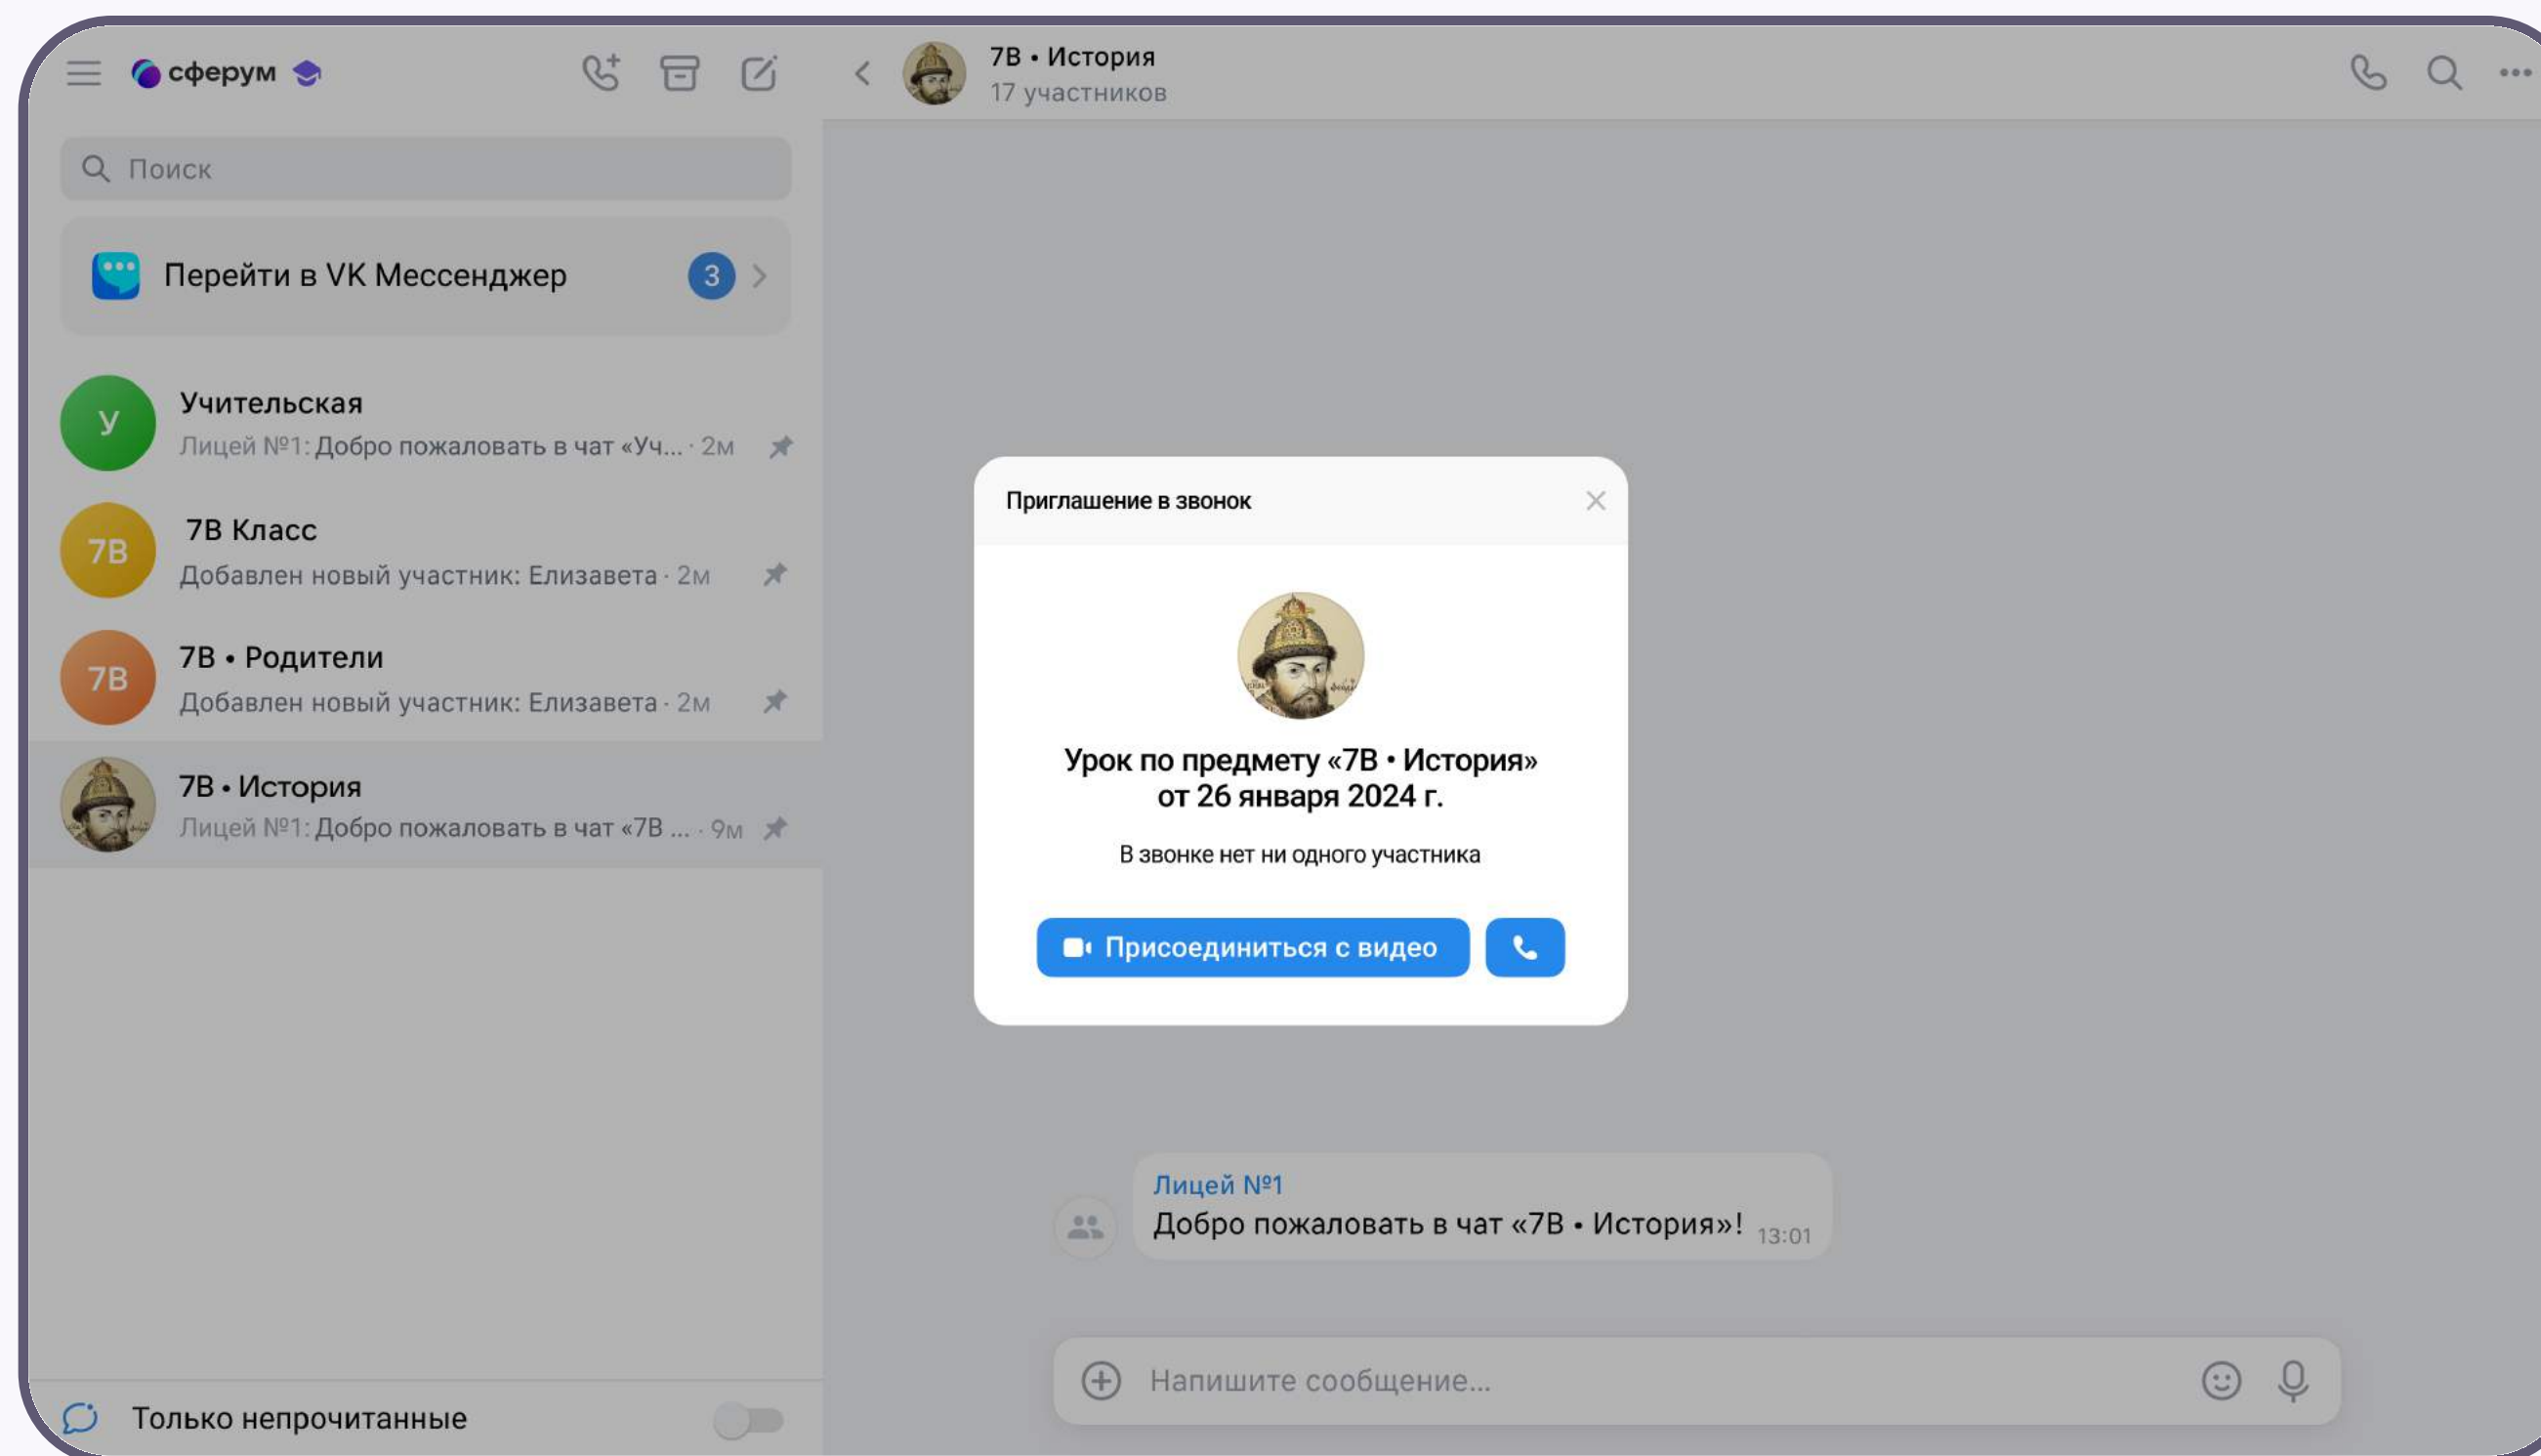 сферум
Поиск
Перейти в VK Мессенджер
3
У
Учительская
Лицей №1: Добро пожаловать в чат «Уч... · 2м
7В
7В Класс
Добавлен новый участник: Елизавета · 2м
7В
7В • Родители
Добавлен новый участник: Елизавета · 2м
7В • История
Лицей №1: Добро пожаловать в чат «7В ... · 9м
Только непрочитанные
7В • История
17 участников
Приглашение в звонок
Урок по предмету «7В • История»
от 26 января 2024 г.
В звонке нет ни одного участника
Присоединиться с видео
Лицей №1
Добро пожаловать в чат «7В • История»! 13:01
Напишите сообщение...